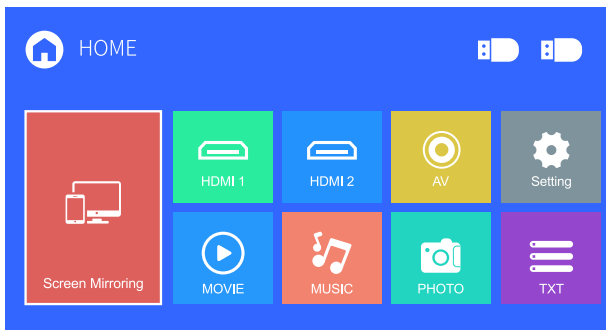 HOME
HDMI 1
HDMI 2
AV
Setting
Screen Mirroring
MOVIE
MUSIC
PHOTO
TXT